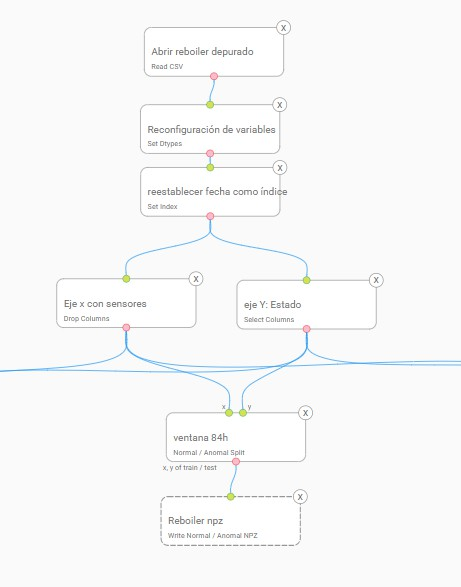 X
Abrir reboiler depurado
Read CSV
X
Reconfiguración de variables
Set Dtypes
X
reestablecer fecha como índice
Set Index
X
Eje x con sensores
Drop Columns
X
eje Y: Estado
Select Columns
x y
X
ventana 84h
Normal / Anomal Split
x, y of train / test
X
Reboiler npz
Write Normal / Anomal NPZ